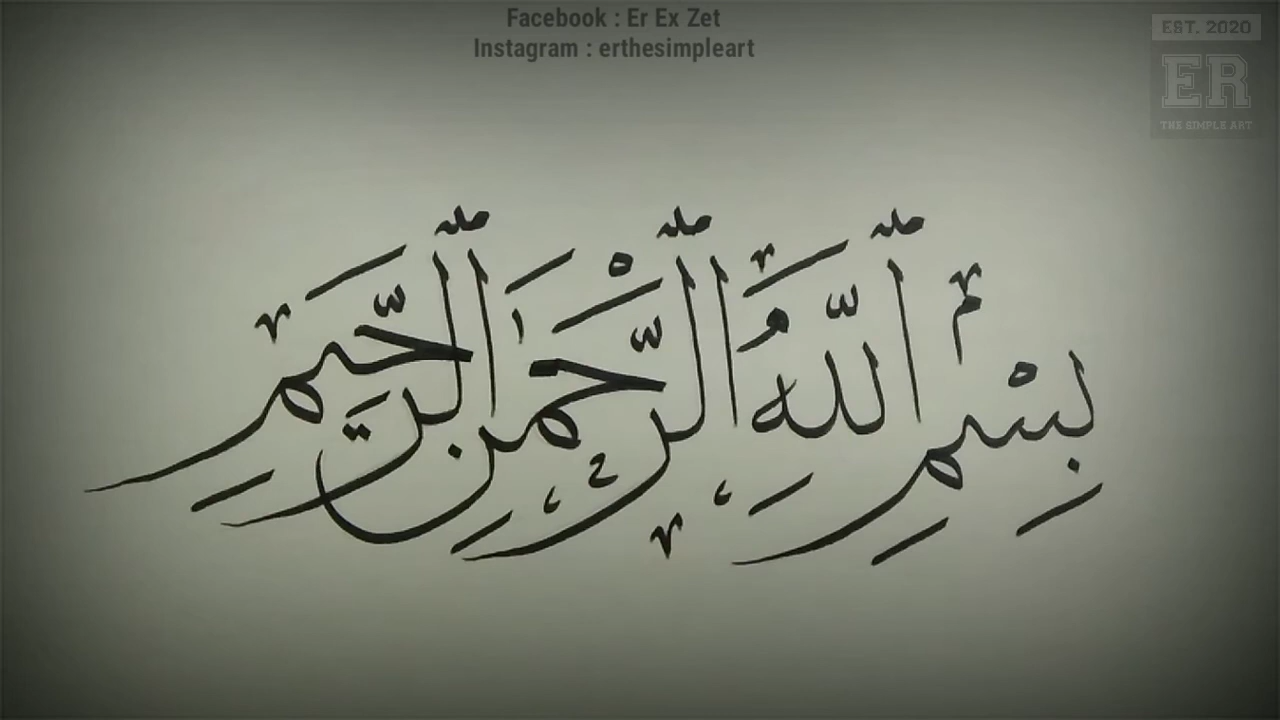 Facebook : Er Ex Zet
Instagram : erthesimpleart
EST. 2020
ER
THE SIMPLE ART
بِسْمِ ٱللَّهِ ٱلرَّحْمَٰنِ ٱلرَّحِيمِ